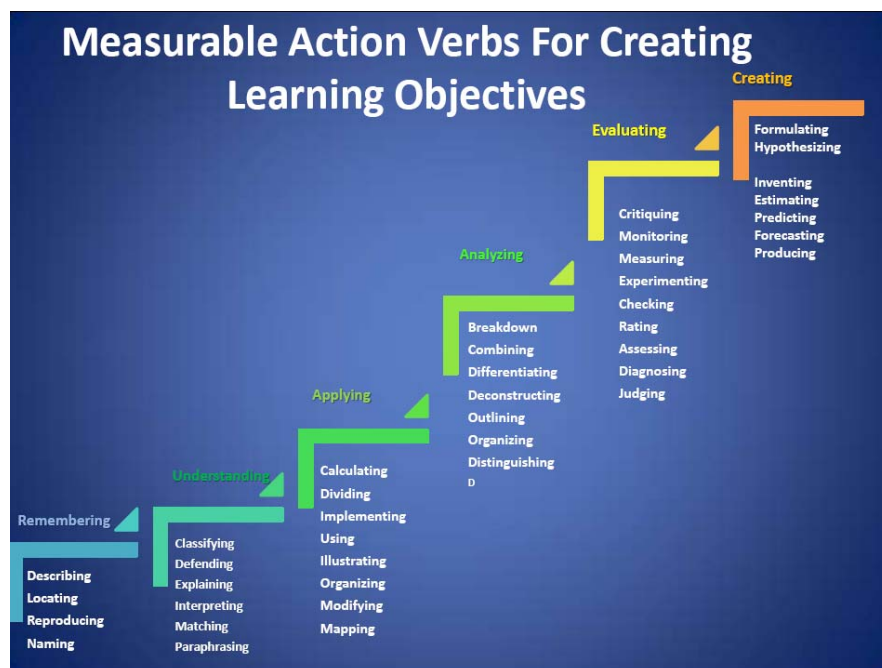 Measurable Action Verbs For Creating
Learning Objectives
Remembering
Describing
Locating
Reproducing
Naming
Understanding
Classifying
Defending
Explaining
Interpreting
Matching
Paraphrasing
Applying
Calculating
Dividing
Implementing
Using
Illustrating
Organizing
Modifying
Mapping
Analyzing
Breakdown
Combining
Differentiating
Deconstructing
Outlining
Organizing
Distinguishing
D
Evaluating
Critiquing
Monitoring
Measuring
Experimenting
Checking
Rating
Assessing
Diagnosing
Judging
Creating
Formulating
Hypothesizing
Inventing
Estimating
Predicting
Forecasting
Producing